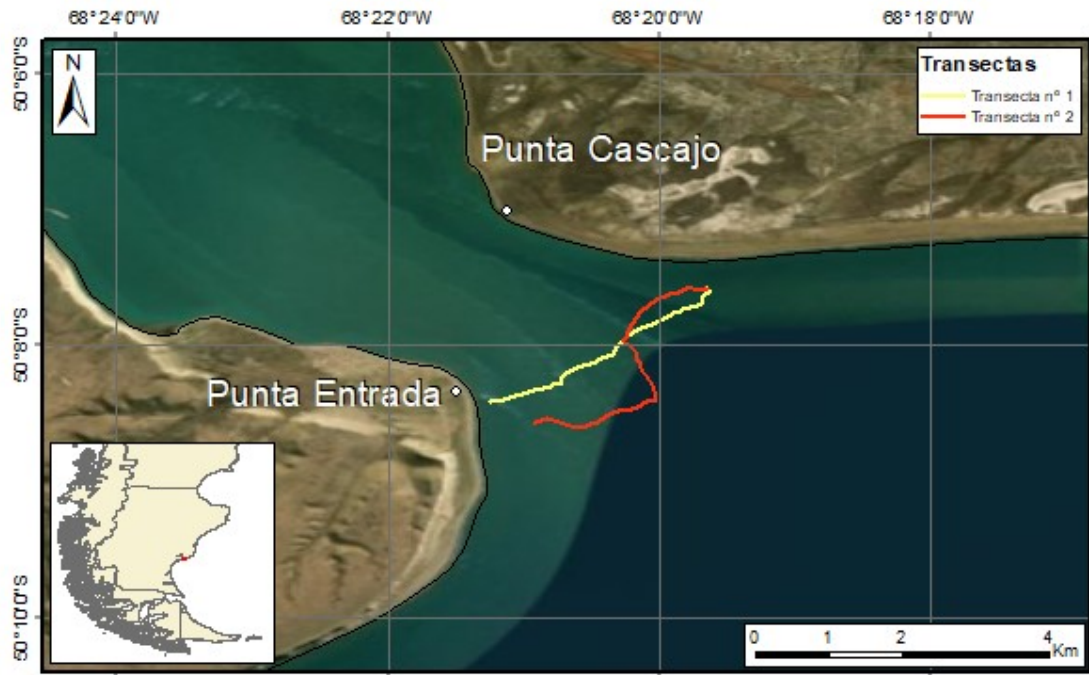 68°24'0"W 68°22'0"W 68°20'0"W 68°18'0"W
50°6'0"S
N
Transectas
Transecta nº 1
Transecta nº 2
Punta Cascajo
50°8'0"S
Punta Entrada
50°10'0"S
0 1 2 4
Km